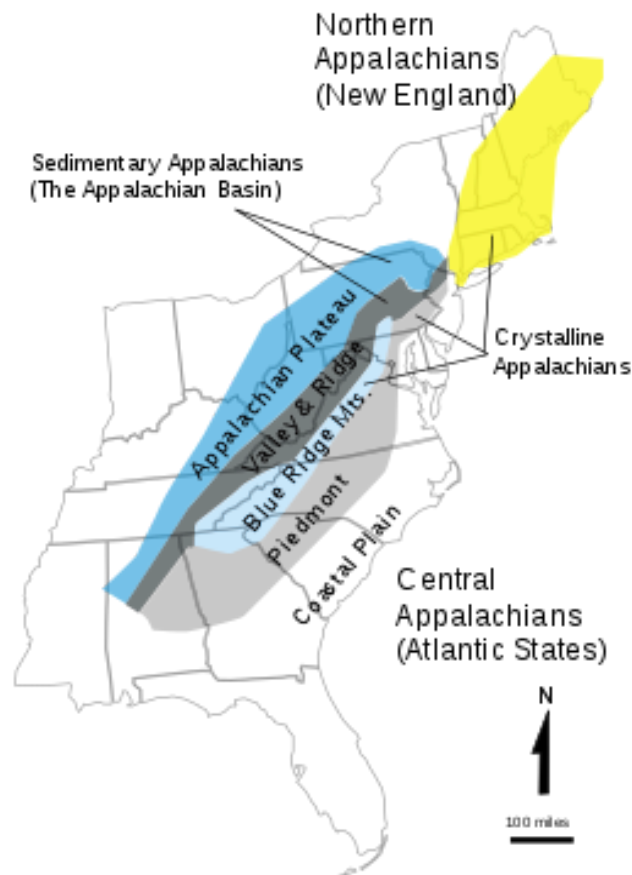 Northern
Appalachians
(New England)
Sedimentary Appalachians
(The Appalachian Basin)
Crystalline
Appalachians
Appalachian Plateau
Valley & Ridge
Blue Ridge Mts.
Piedmont
Coastal Plain
Central
Appalachians
(Atlantic States)
N
100 miles